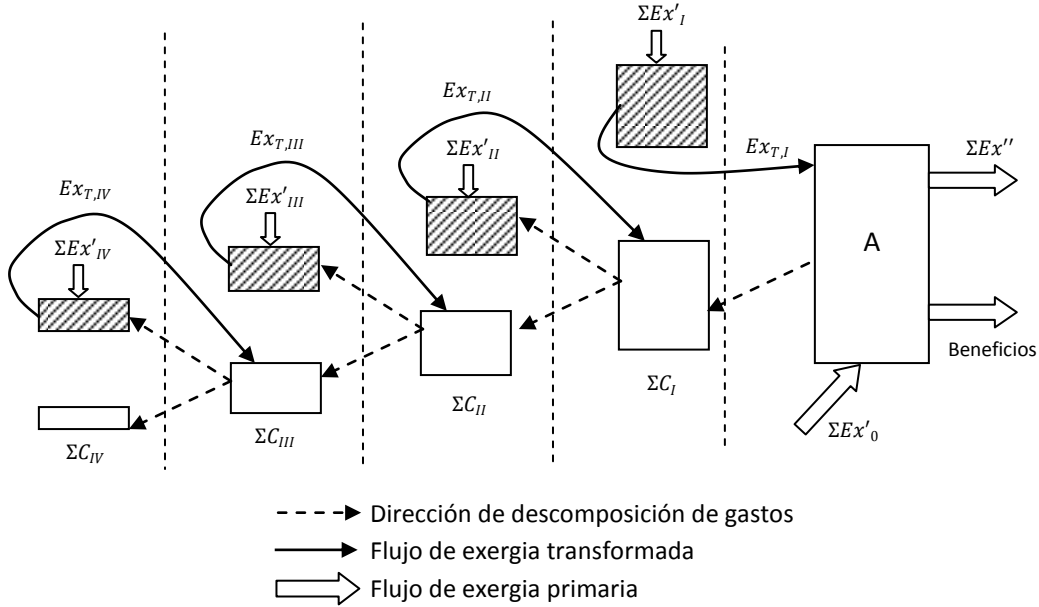 ΣEx′_I
Ex_{T,II}
Ex_{T,III}
ΣEx′_{II}
Ex_{T,I}
ΣEx''
Ex_{T,IV}
ΣEx′_{III}
ΣEx′_{IV}
A
Beneficios
ΣC_I
ΣC_{II}
ΣC_{III}
ΣEx′_0
ΣC_{IV}
Dirección de descomposición de gastos
Flujo de exergia transformada
Flujo de exergia primaria